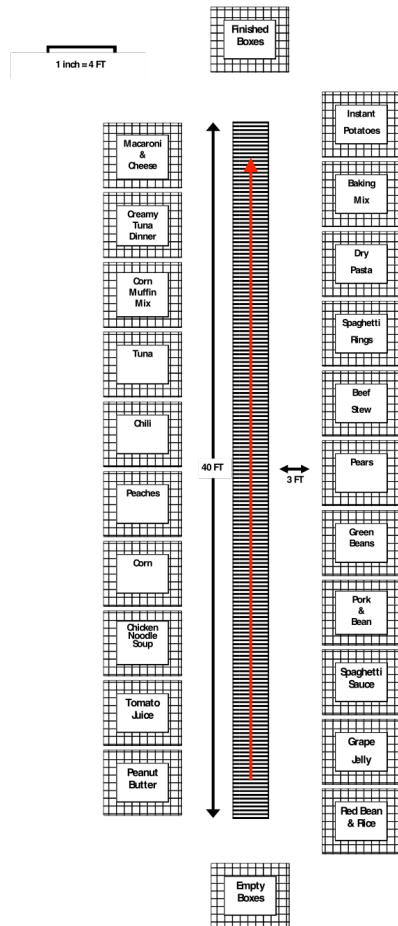 Finished
Boxes
1 inch = 4 FT
Macaroni
&
Cheese
Creamy
Tuna
Dinner
Corn
Muffin
Mix
Tuna
Chili
Peaches
Corn
Chicken
Noodle
Soup
Tomato
Juice
Peanut
Butter
40 FT
3 FT
Instant
Potatoes
Baking
Mix
Dry
Pasta
Spaghetti
Rings
Beef
Stew
Pears
Green
Beans
Pork
&
Bean
Spaghetti
Sauce
Grape
Jelly
Red Bean
& Rice
Empty
Boxes